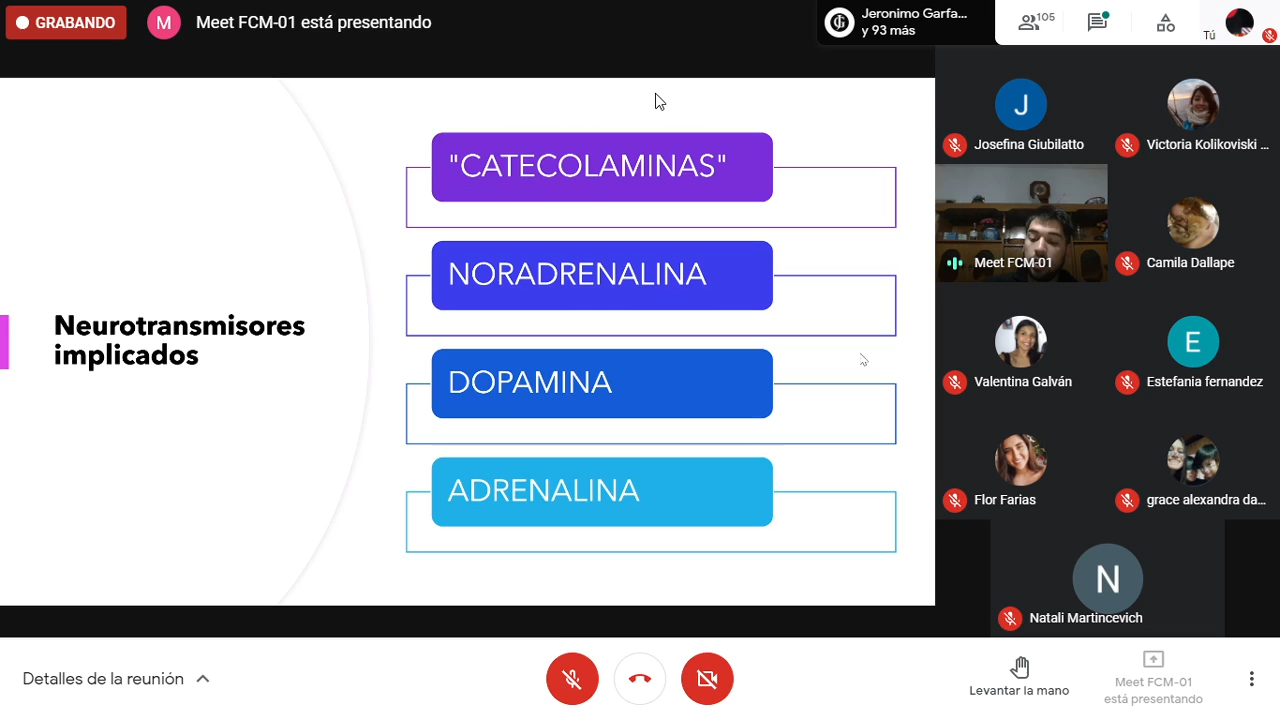 GRABANDO
M
Meet FCM-01 está presentando
Jeronimo Garfa...
y 93 más
105
Tú
"CATECOLAMINAS"
NORADRENALINA
DOPAMINA
ADRENALINA
Neurotransmisores
implicados
J
Josefina Giubilatto
Victoria Kolikoviski ...
Meet FCM-01
Camila Dallape
Valentina Galván
E
Estefania fernandez
Flor Farias
grace alexandra da...
N
Natali Martincevich
Detalles de la reunión
Levantar la mano
Meet FCM-01
está presentando